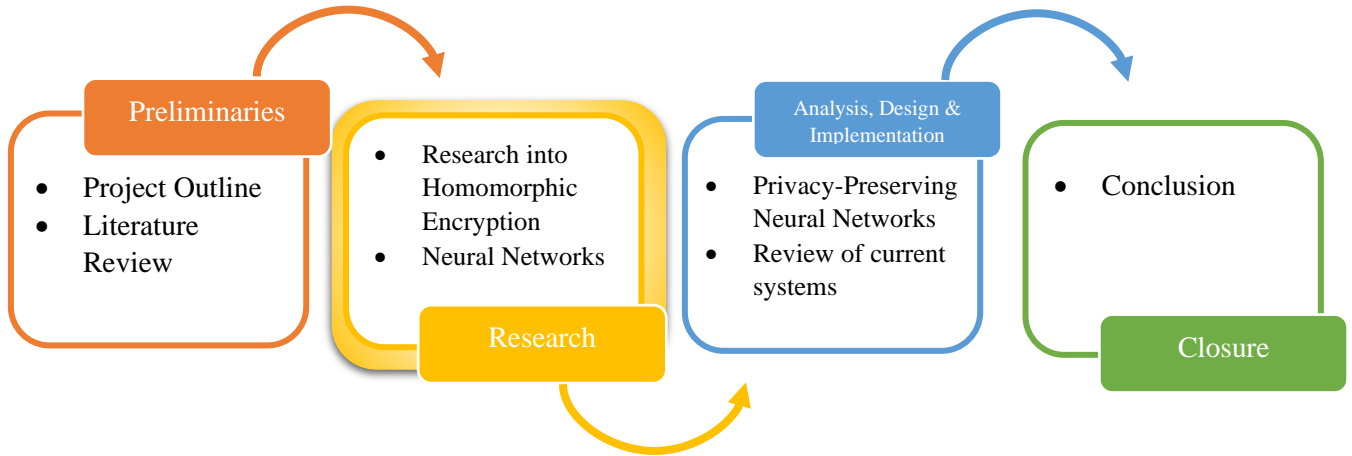 Preliminaries
• Project Outline
• Literature
Review
• Research into
Homomorphic
Encryption
• Neural Networks
Research
Analysis, Design &
Implementation
• Privacy-Preserving
Neural Networks
• Review of current
systems
• Conclusion
Closure